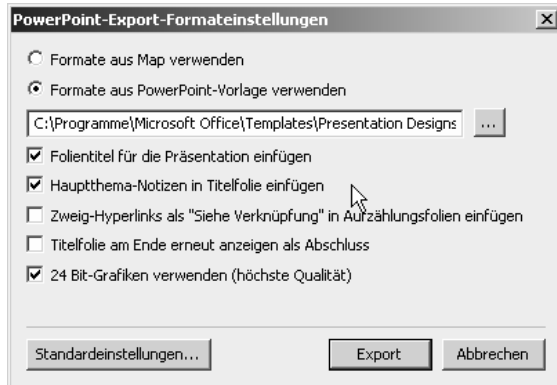 PowerPoint-Export-Formateinstellungen
Formate aus Map verwenden
Formate aus PowerPoint-Vorlage verwenden
C:\Programme\Microsoft Office\Templates\Presentation Designs
...
Folientitel für die Präsentation einfügen
Hauptthema-Notizen in Titelfolie einfügen
Zweig-Hyperlinks als "Siehe Verknüpfung" in Aufzählungsfolien einfügen
Titelfolie am Ende erneut anzeigen als Abschluss
24 Bit-Grafiken verwenden (höchste Qualität)
Standardeinstellungen... Export Abbrechen